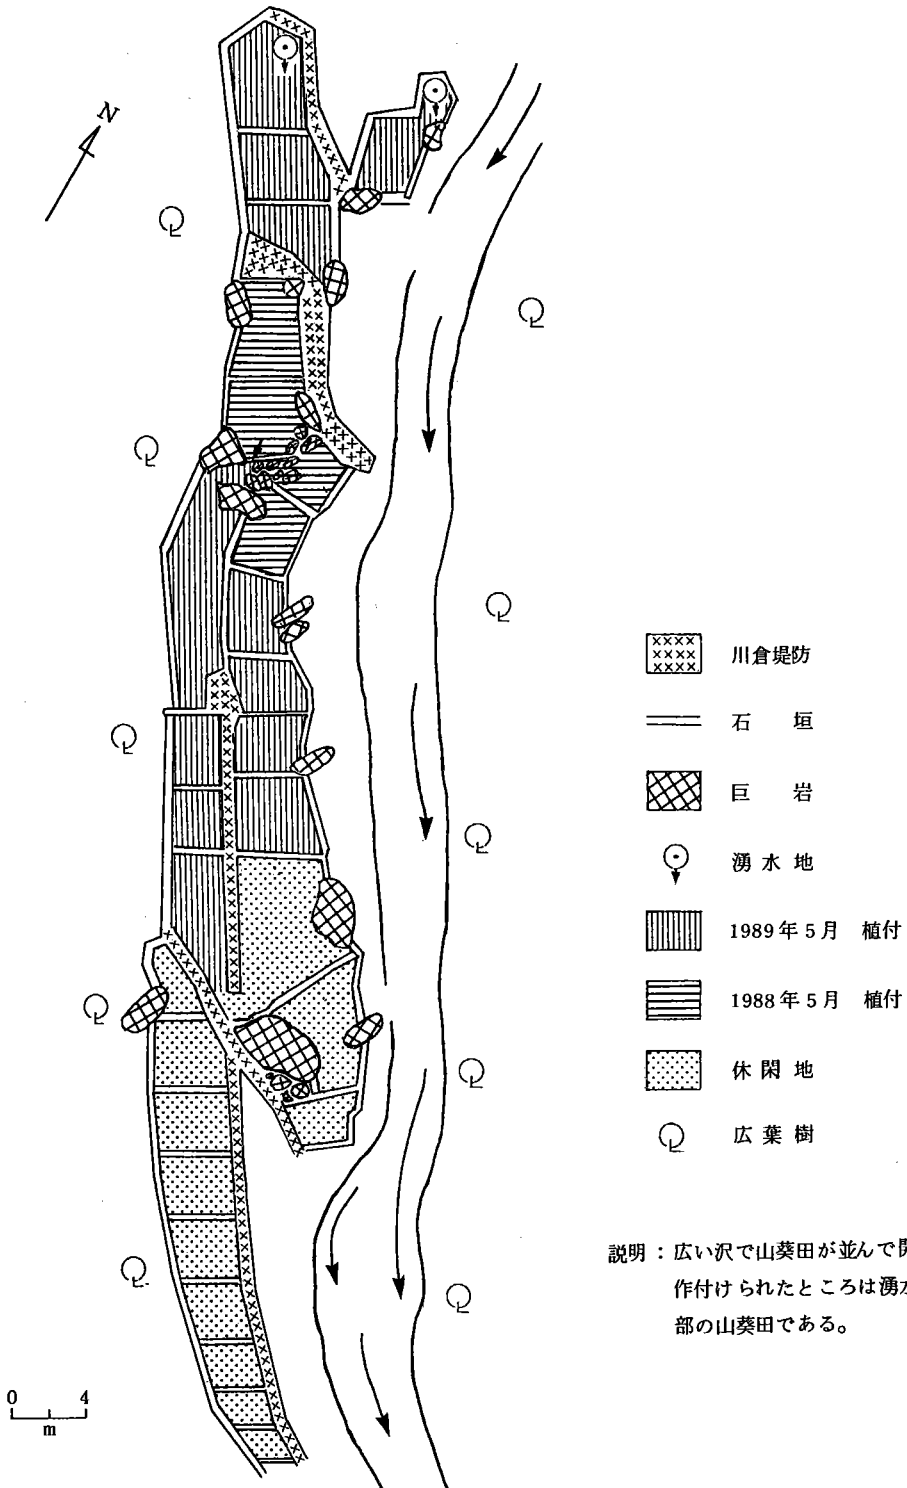 N
川倉堤防
石 垣
巨 岩
湧水地
1989年5月 植付
1988年5月 植付
休閑地
広葉樹
説明：広い沢で山葵田が並んで
作付けられたところは湧
部の山葵田である。
0 4
m